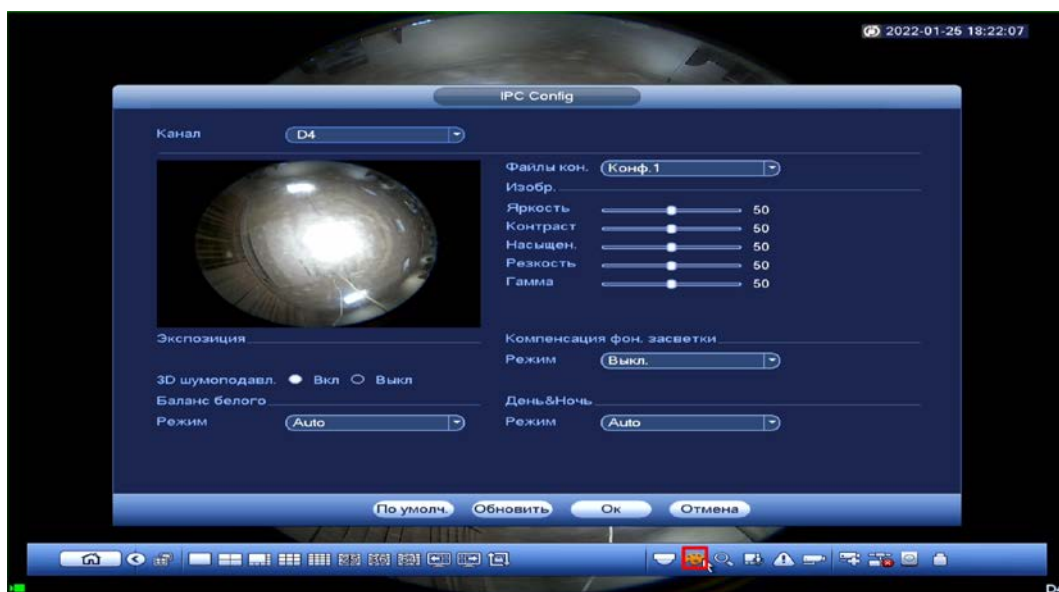 2022-01-25 18:22:07
IPC Config
Канал D4
Файлы кон. Конф.1
Изобр.
Яркость 50
Контраст 50
Насыщен. 50
Резкость 50
Гамма 50
Экспозиция
Компенсация фон. засветки
Режим Выкл.
3D шумоподавл. Вкл Выкл
Баланс белого
День&Ночь
Режим Auto
Режим Auto
По умолч. Обновить Ок Отмена